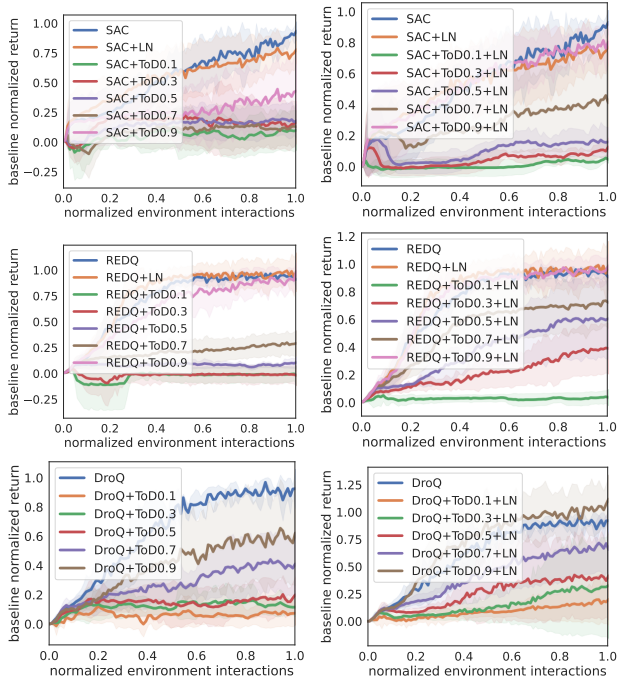 baseline normalized return
1.00
0.75
0.50
0.25
0.00
−0.25
SAC
SAC+LN
SAC+ToD0.1
SAC+ToD0.3
SAC+ToD0.5
SAC+ToD0.7
SAC+ToD0.9
0.0 0.2 0.4 0.6 0.8 1.0
normalized environment interactions
baseline normalized return
1.0
0.8
0.6
0.4
0.2
0.0
SAC
SAC+LN
SAC+ToD0.1+LN
SAC+ToD0.3+LN
SAC+ToD0.5+LN
SAC+ToD0.7+LN
SAC+ToD0.9+LN
0.0 0.2 0.4 0.6 0.8 1.0
normalized environment interactions
baseline normalized return
1.00
0.75
0.50
0.25
0.00
−0.25
REDQ
REDQ+LN
REDQ+ToD0.1
REDQ+ToD0.3
REDQ+ToD0.5
REDQ+ToD0.7
REDQ+ToD0.9
0.0 0.2 0.4 0.6 0.8 1.0
normalized environment interactions
baseline normalized return
1.2
1.0
0.8
0.6
0.4
0.2
0.0
REDQ
REDQ+LN
REDQ+ToD0.1+LN
REDQ+ToD0.3+LN
REDQ+ToD0.5+LN
REDQ+ToD0.7+LN
REDQ+ToD0.9+LN
0.0 0.2 0.4 0.6 0.8 1.0
normalized environment interactions
baseline normalized return
1.0
0.8
0.6
0.4
0.2
0.0
DroQ
DroQ+ToD0.1
DroQ+ToD0.3
DroQ+ToD0.5
DroQ+ToD0.7
DroQ+ToD0.9
0.0 0.2 0.4 0.6 0.8 1.0
normalized environment interactions
baseline normalized return
1.25
1.00
0.75
0.50
0.25
0.00
DroQ
DroQ+ToD0.1+LN
DroQ+ToD0.3+LN
DroQ+ToD0.5+LN
DroQ+ToD0.7+LN
DroQ+ToD0.9+LN
0.0 0.2 0.4 0.6 0.8 1.0
normalized environment interactions